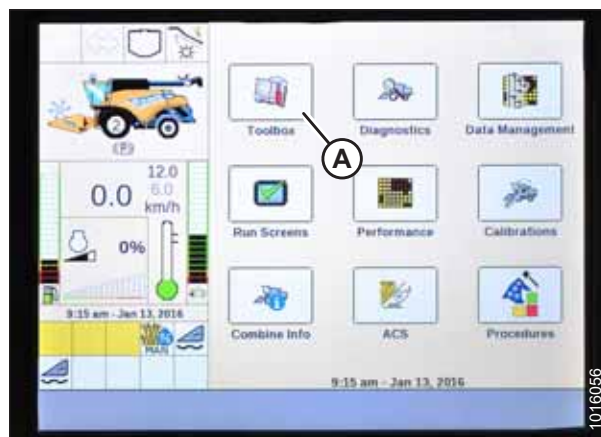 Toolbox
Diagnostics
Data Management
A
2
(P)
12.0
6.0
0.0
km/h
Run Screens
Performance
Calibrations
0%
9:15 am - Jan 13, 2016
MAN
Combine Info
ACS
Procedures
9:15 am - Jan 13, 2016
1016056